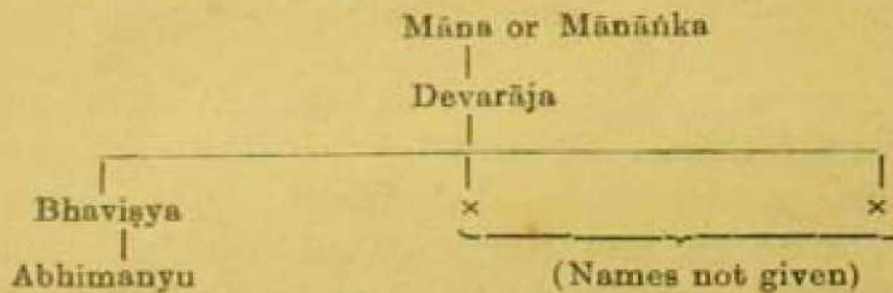 Māna or Mānāṅka
Devarāja
× ×
Bhaviṣya
Abhimanyu (Names not given)